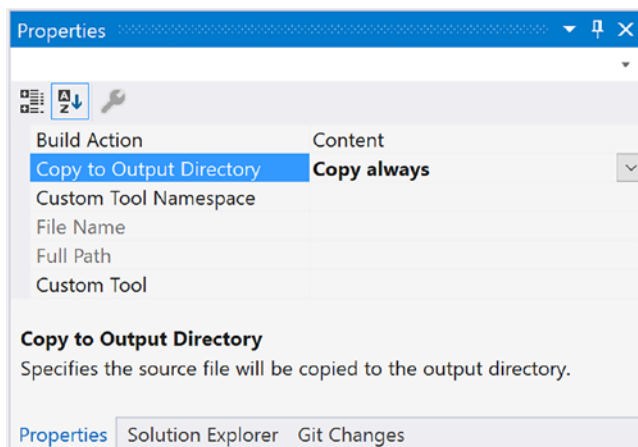 Properties
Build Action Content
Copy to Output Directory Copy always
Custom Tool Namespace
File Name
Full Path
Custom Tool
Copy to Output Directory
Specifies the source file will be copied to the output directory.
Properties Solution Explorer Git Changes